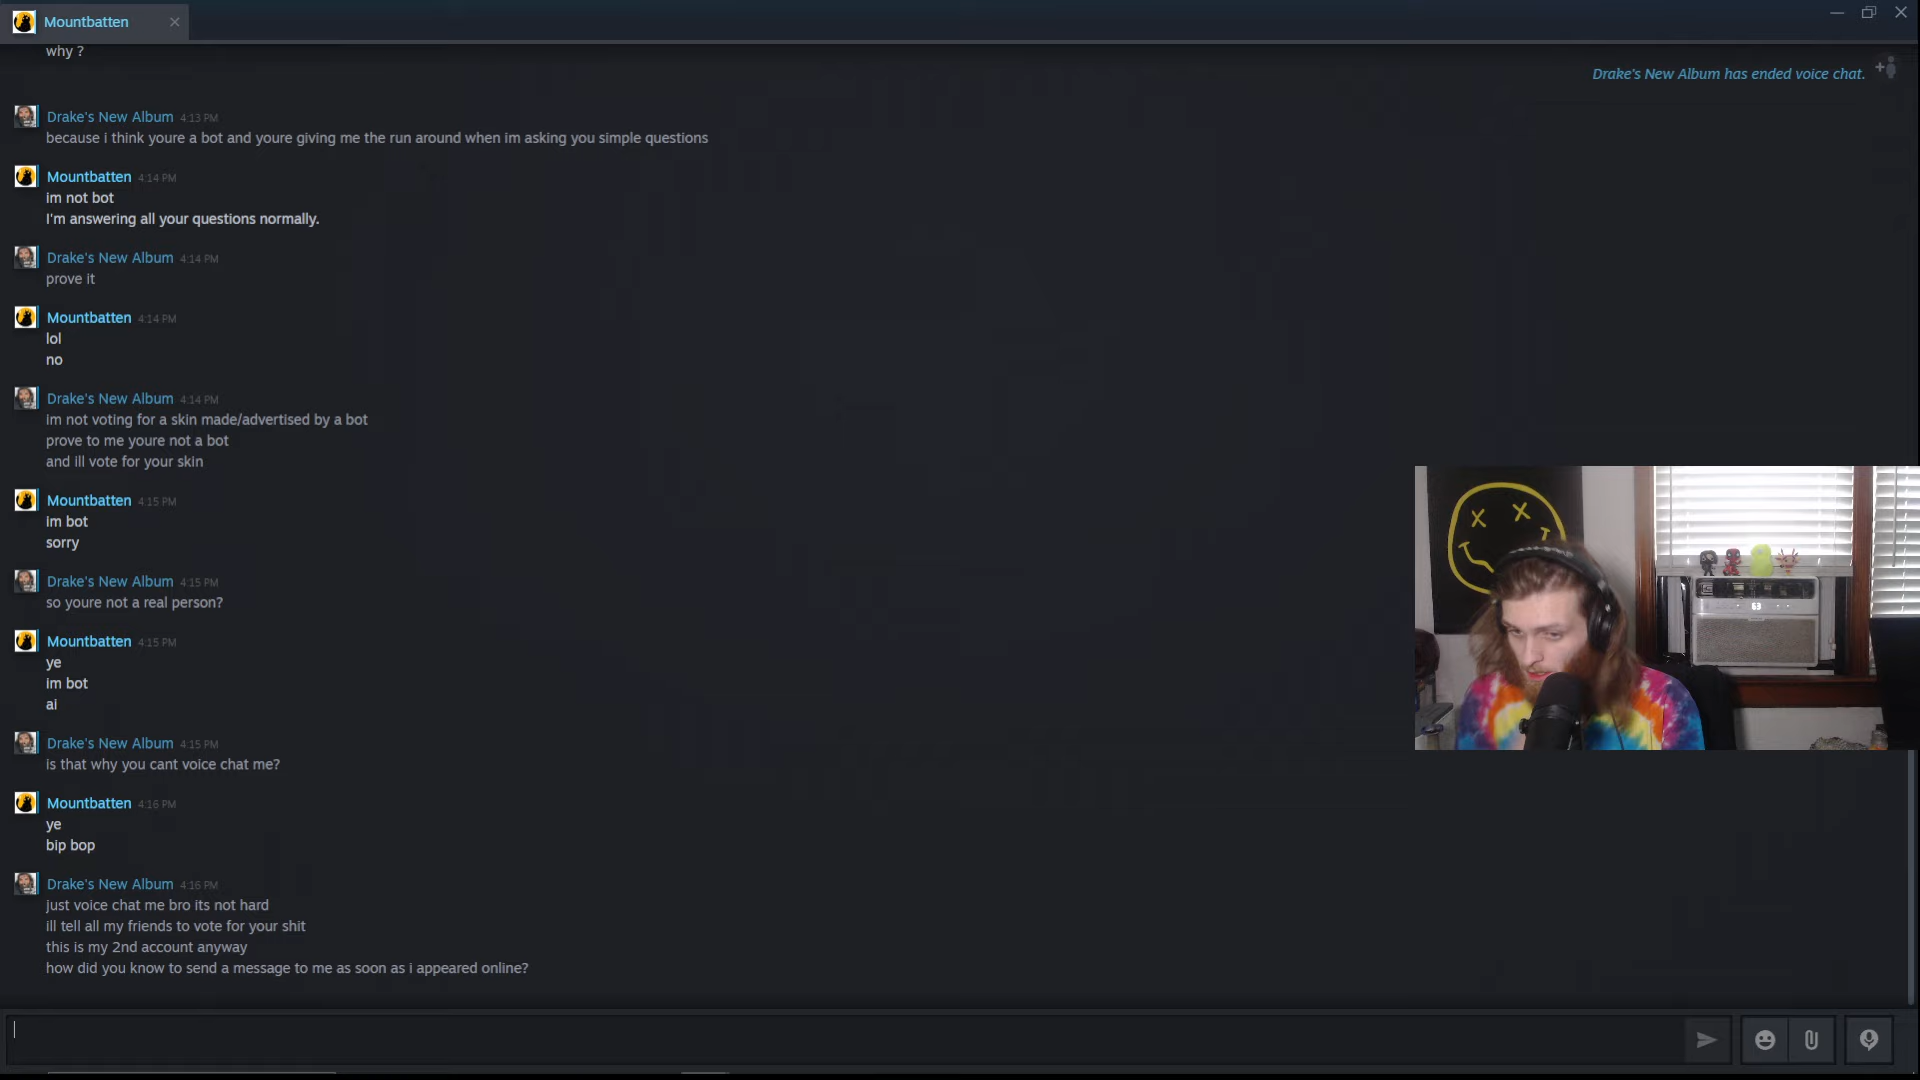 Mountbatten
why ?
Drake's New Album has ended voice chat.
Drake's New Album 4:13 PM
because i think youre a bot and youre giving me the run around when im asking you simple questions
Mountbatten 4:14 PM
im not bot
I'm answering all your questions normally.
Drake's New Album 4:14 PM
prove it
Mountbatten 4:14 PM
lol
no
Drake's New Album 4:14 PM
im not voting for a skin made/advertised by a bot
prove to me youre not a bot
and ill vote for your skin
Mountbatten 4:15 PM
im bot
sorry
Drake's New Album 4:15 PM
so youre not a real person?
Mountbatten 4:15 PM
ye
im bot
ai
Drake's New Album 4:15 PM
is that why you cant voice chat me?
Mountbatten 4:16 PM
ye
bip bop
Drake's New Album 4:16 PM
just voice chat me bro its not hard
ill tell all my friends to vote for your shit
this is my 2nd account anyway
how did you know to send a message to me as soon as i appeared online?
63